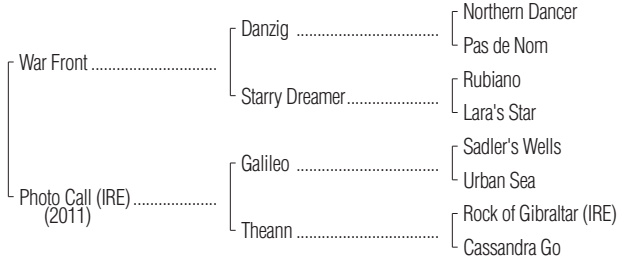 Northern Dancer
Danzig ..................................
Pas de Nom
War Front ..............................
Rubiano
Starry Dreamer......................
Lara's Star
Sadler's Wells
Galileo ..................................
Urban Sea
Photo Call (IRE) ....................
(2011)
Rock of Gibraltar (IRE)
Theann ..................................
Cassandra Go